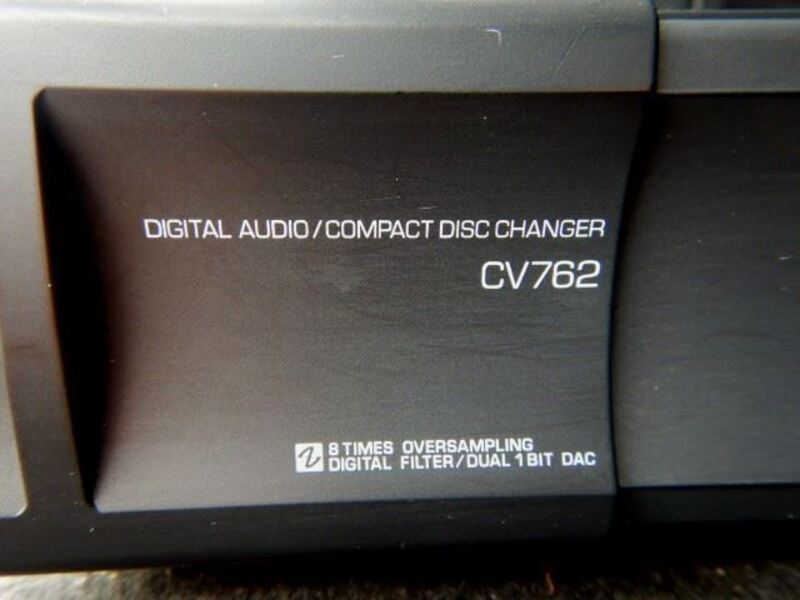 DIGITAL AUDIO/COMPACT DISC CHANGER
CV762
8 TIMES OVERSAMPLING
DIGITAL FILTER/DUAL 1 BIT DAC